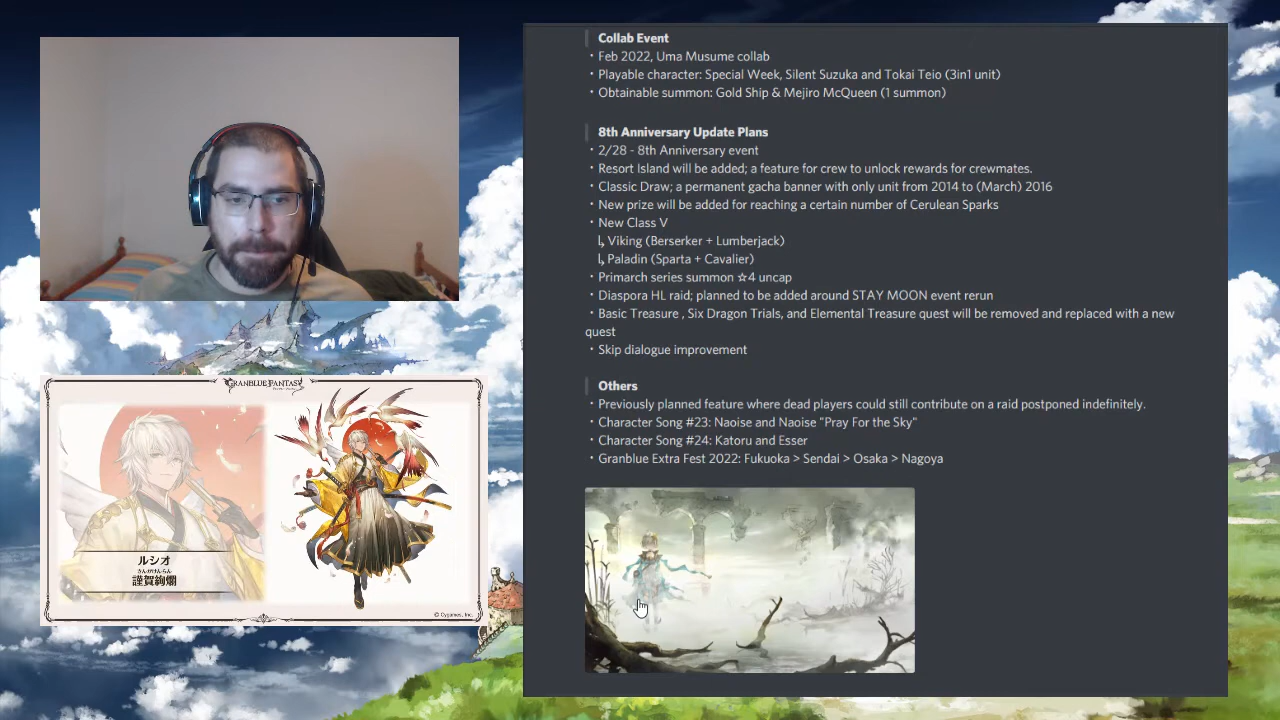 Collab Event
・Feb 2022, Uma Musume collab
・Playable character: Special Week, Silent Suzuka and Tokai Teio (3in1 unit)
・Obtainable summon: Gold Ship & Mejiro McQueen (1 summon)
8th Anniversary Update Plans
・2/28 - 8th Anniversary event
・Resort Island will be added; a feature for crew to unlock rewards for crewmates.
・Classic Draw; a permanent gacha banner with only unit from 2014 to (March) 2016
・New prize will be added for reaching a certain number of Cerulean Sparks
・New Class V
↳ Viking (Berserker + Lumberjack)
↳ Paladin (Sparta + Cavalier)
・Primarch series summon ☆4 uncap
・Diaspora HL raid; planned to be added around STAY MOON event rerun
・Basic Treasure , Six Dragon Trials, and Elemental Treasure quest will be removed and replaced with a new
quest
・Skip dialogue improvement
Others
・Previously planned feature where dead players could still contribute on a raid postponed indefinitely.
・Character Song #23: Naoise and Naoise "Pray For the Sky"
・Character Song #24: Katoru and Esser
・Granblue Extra Fest 2022: Fukuoka > Sendai > Osaka > Nagoya
GRANBLUE FANTASY
ルシオ
謹賀絢爛
© Cygames, Inc.